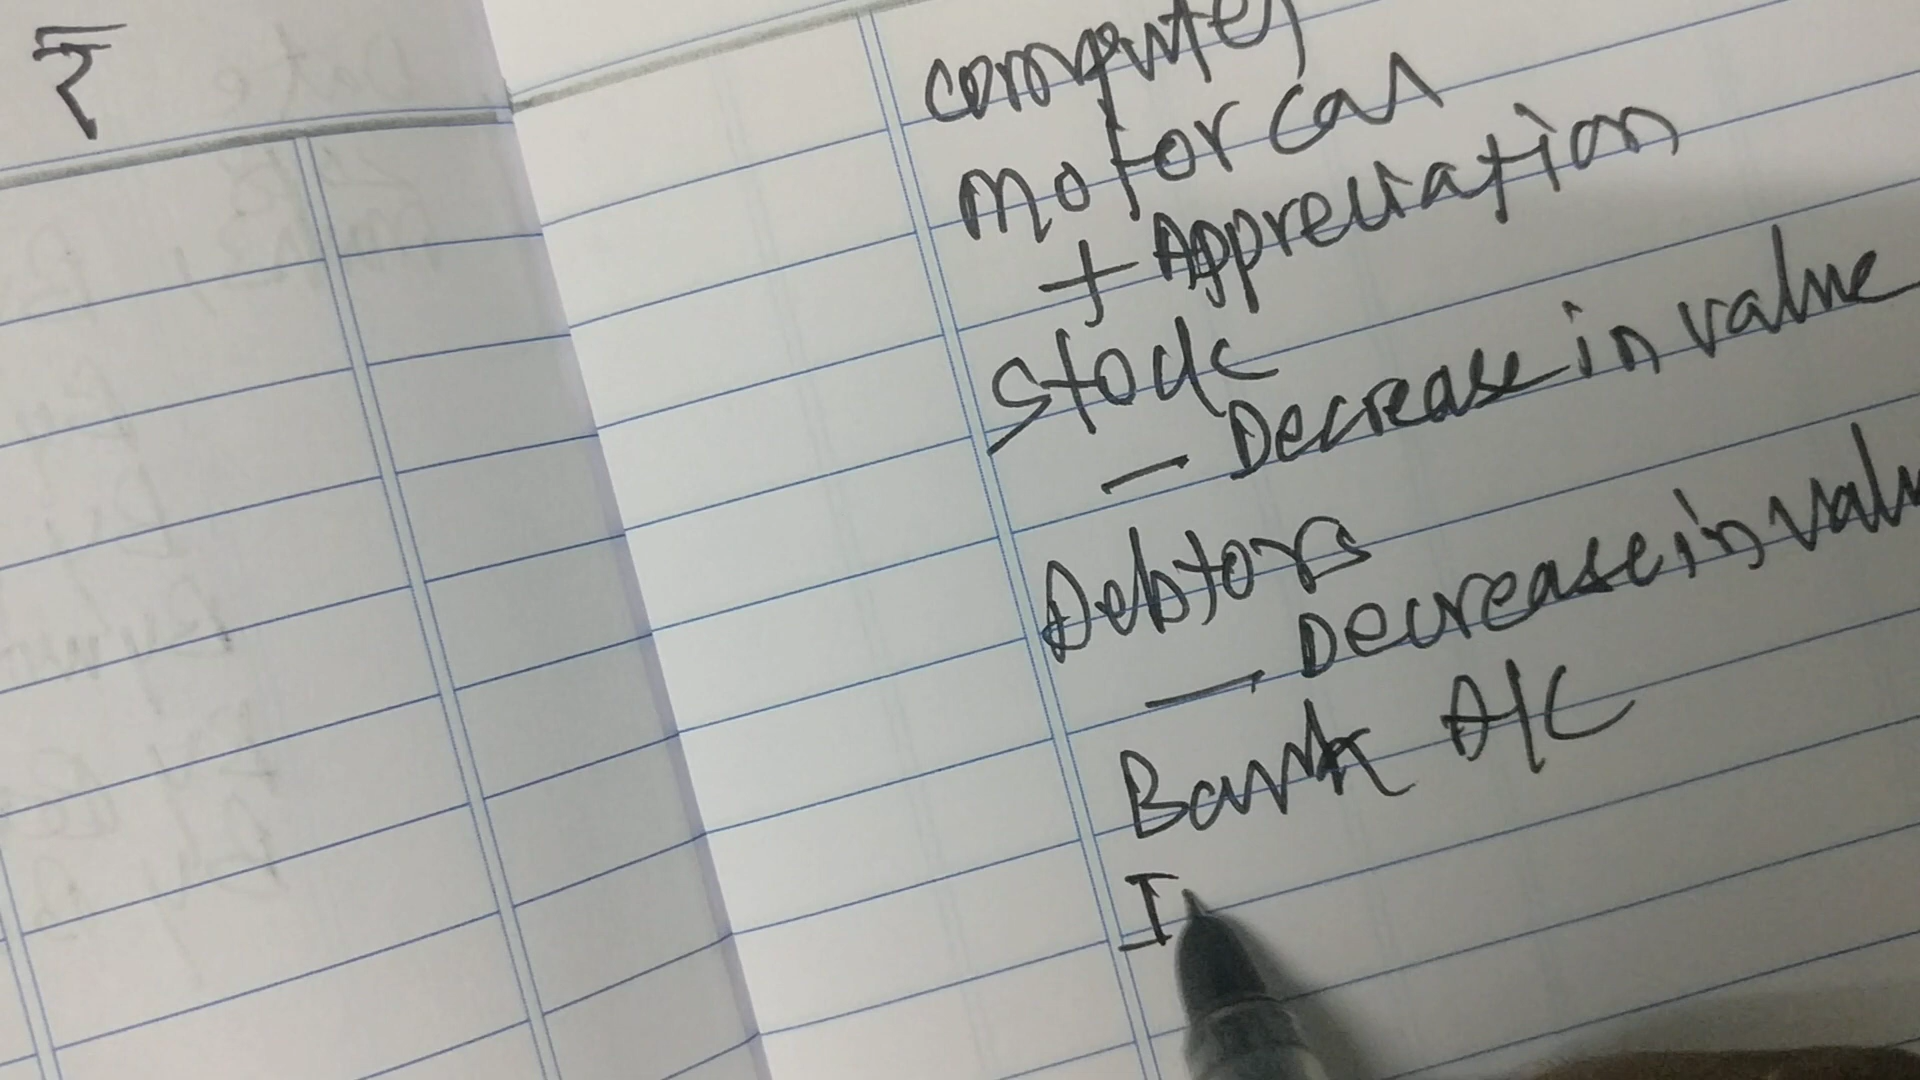 ₹
computer
Motor car
+ Appreciation
Stock
- Decrease in value
Debtors
- Decrease in valu
Bank A/C
I